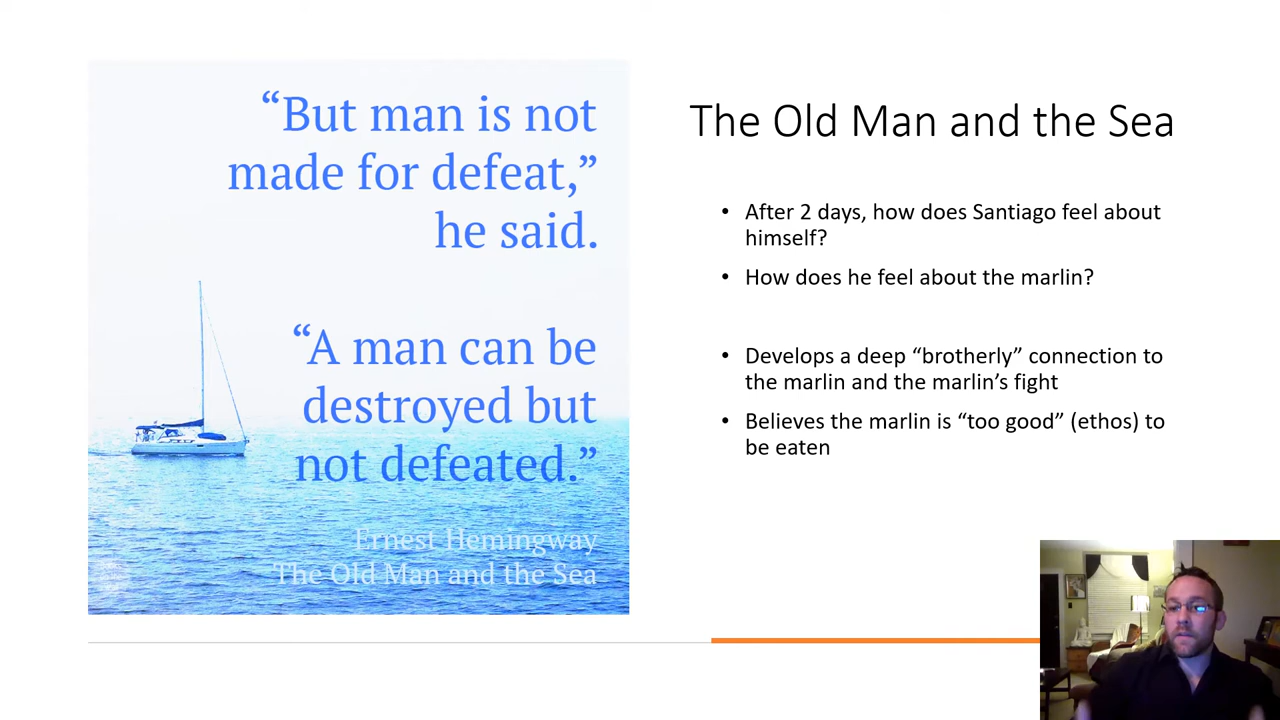 “But man is not
made for defeat,”
he said.
“A man can be
destroyed but
not defeated.”
Ernest Hemingway
The Old Man and the Sea
The Old Man and the Sea
• After 2 days, how does Santiago feel about
himself?
• How does he feel about the marlin?
• Develops a deep “brotherly” connection to
the marlin and the marlin’s fight
• Believes the marlin is “too good” (ethos) to
be eaten